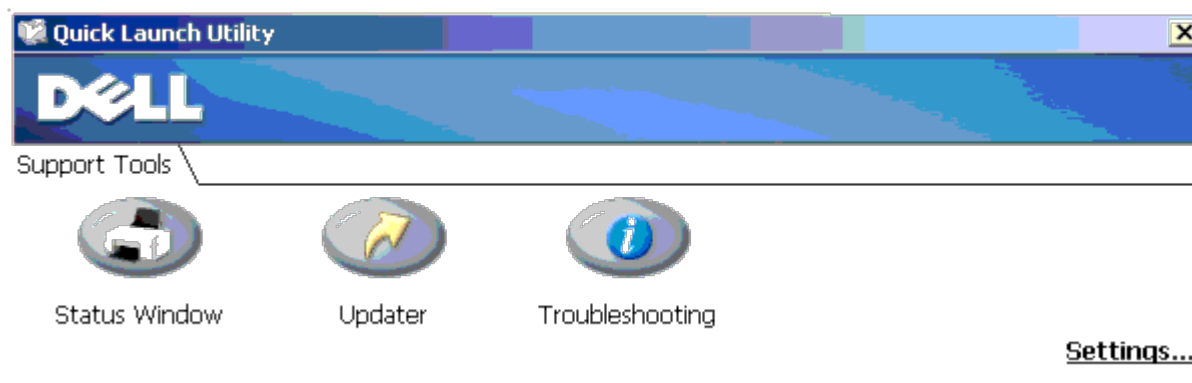 Quick Launch Utility
DELL
Support Tools
Status Window
Updater
Troubleshooting
Settings...